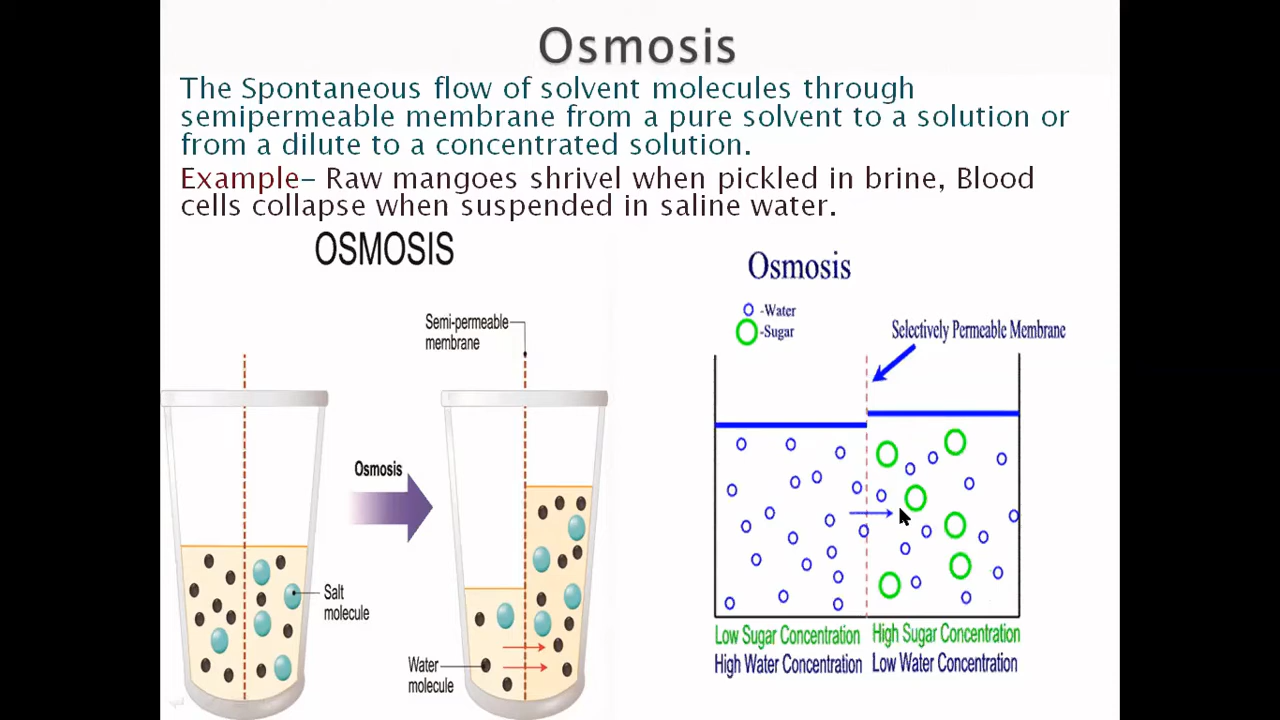 Osmosis
The Spontaneous flow of solvent molecules through
semipermeable membrane from a pure solvent to a solution or
from a dilute to a concentrated solution.
Example– Raw mangoes shrivel when pickled in brine, Blood
cells collapse when suspended in saline water.
OSMOSIS
Semi-permeable
membrane
Osmosis
Salt
molecule
Water
molecule
Osmosis
-Water
-Sugar
Selectively Permeable Membrane
Low Sugar Concentration
High Water Concentration
High Sugar Concentration
Low Water Concentration